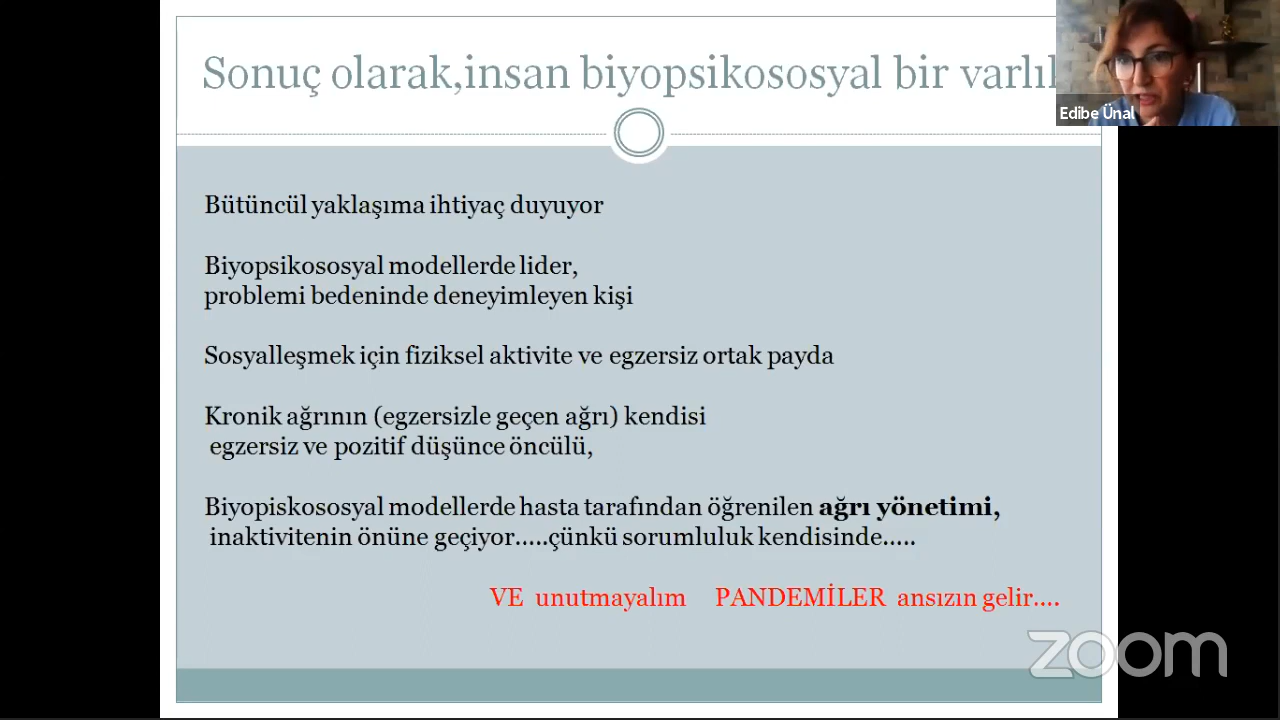 Sonuç olarak,insan biyopsikososyal bir varlı
Edibe Ünal
Bütüncül yaklaşıma ihtiyaç duyuyor
Biyopsikososyal modellerde lider,
problemi bedeninde deneyimleyen kişi
Sosyalleşmek için fiziksel aktivite ve egzersiz ortak payda
Kronik ağrının (egzersizle geçen ağrı) kendisi
egzersiz ve pozitif düşünce öncülü,
Biyopiskososyal modellerde hasta tarafından öğrenilen ağrı yönetimi,
inaktivitenin önüne geçiyor.....çünkü sorumluluk kendisinde.....
VE unutmayalım PANDEMİLER ansızın gelir....
zoom